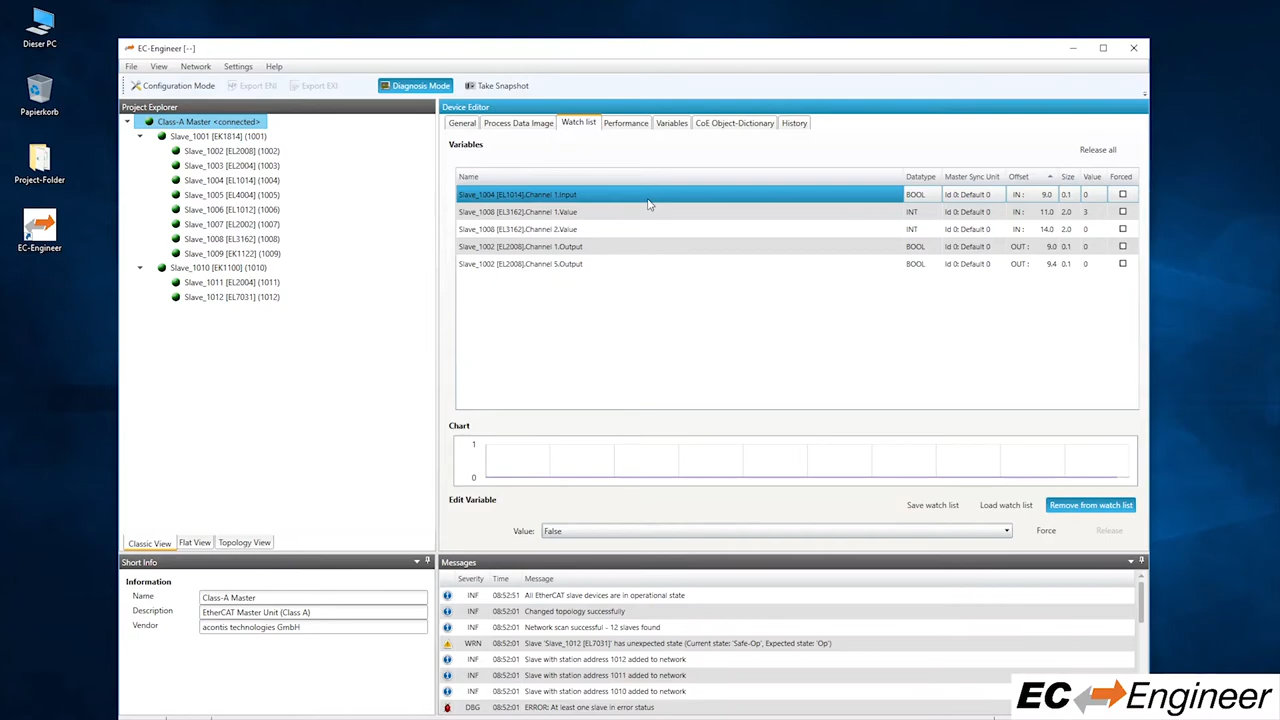 Dieser PC
Papierkorb
Project-Folder
EC-Engineer
EC-Engineer [--]
File View Network Settings Help
Configuration Mode Export ENI Export EXI Diagnosis Mode Take Snapshot
Project Explorer
Class-A Master <connected>
Slave_1001 [EK1814] (1001)
Slave_1002 [EL2008] (1002)
Slave_1003 [EL2004] (1003)
Slave_1004 [EL1014] (1004)
Slave_1005 [EL4004] (1005)
Slave_1006 [EL1012] (1006)
Slave_1007 [EL2002] (1007)
Slave_1008 [EL3162] (1008)
Slave_1009 [EK1122] (1009)
Slave_1010 [EK1100] (1010)
Slave_1011 [EL2004] (1011)
Slave_1012 [EL7031] (1012)
Classic View Flat View Topology View
Short Info
Information
Name Class-A Master
Description EtherCAT Master Unit (Class A)
Vendor acontis technologies GmbH
Device Editor
General Process Data Image Watch list Performance Variables CoE Object-Dictionary History
Variables
Release all
Name Datatype Master Sync Unit Offset Size Value Forced
Slave_1004 [EL1014].Channel 1.Input BOOL Id 0: Default 0 IN : 9.0 0.1 0
Slave_1008 [EL3162].Channel 1.Value INT Id 0: Default 0 IN : 11.0 2.0 3
Slave_1008 [EL3162].Channel 2.Value INT Id 0: Default 0 IN : 14.0 2.0 0
Slave_1002 [EL2008].Channel 1.Output BOOL Id 0: Default 0 OUT : 9.0 0.1 0
Slave_1002 [EL2008].Channel 5.Output BOOL Id 0: Default 0 OUT : 9.4 0.1 0
Chart
1
0
Edit Variable
Save watch list Load watch list Remove from watch list
Value: False Force Release
Messages
Severity Time Message
INF 08:52:51 All EtherCAT slave devices are in operational state
INF 08:52:01 Changed topology successfully
INF 08:52:01 Network scan successful - 12 slaves found
WRN 08:52:01 Slave 'Slave_1012 [EL7031]' has unexpected state (Current state: 'Safe-Op', Expected state: 'Op')
INF 08:52:01 Slave with station address 1012 added to network
INF 08:52:01 Slave with station address 1011 added to network
INF 08:52:01 Slave with station address 1010 added to network
DBG 08:52:01 ERROR: At least one slave in error status
EC Engineer